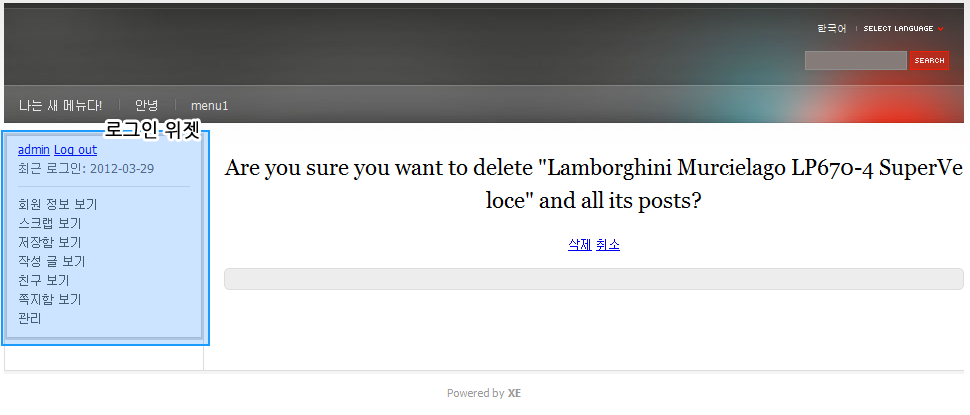 한국어 | SELECT LANGUAGE
SEARCH
나는 새 메뉴다! | 안녕 | menu1
로그인 위젯
admin Log out
최근 로그인: 2012-03-29
회원 정보 보기
스크랩 보기
저장함 보기
작성 글 보기
친구 보기
쪽지함 보기
관리
Are you sure you want to delete "Lamborghini Murcielago LP670-4 SuperVe
loce" and all its posts?
삭제 취소
Powered by XE